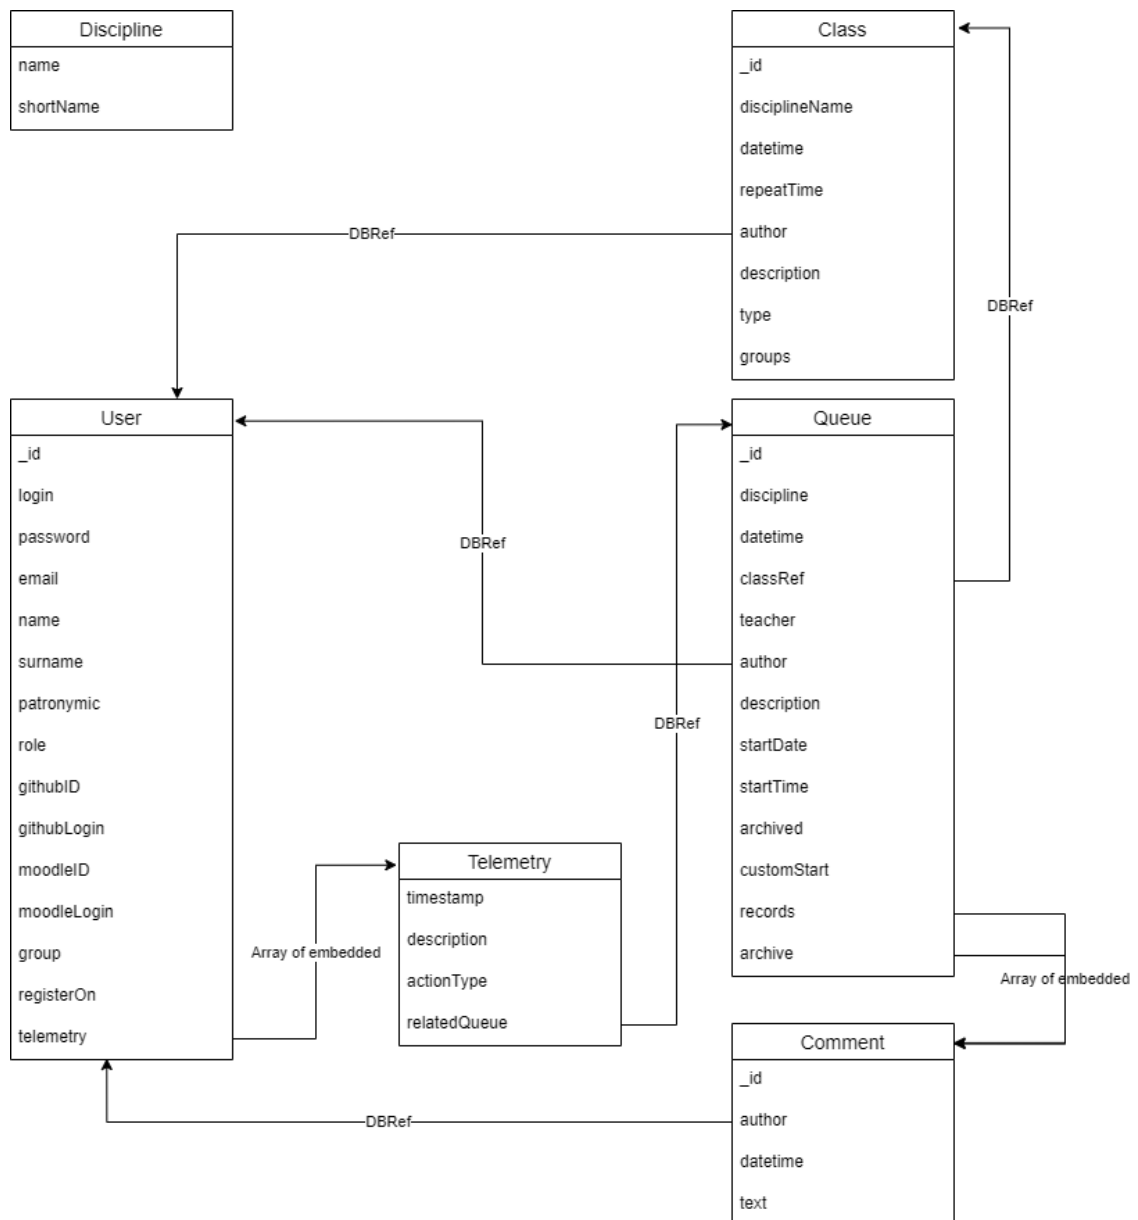 Discipline
name
shortName
Class
_id
disciplineName
datetime
repeatTime
author
description
type
groups
DBRef
DBRef
User
_id
login
password
email
name
surname
patronymic
role
githubID
githubLogin
moodleID
moodleLogin
group
registerOn
telemetry
DBRef
Queue
_id
discipline
datetime
classRef
teacher
author
description
startDate
startTime
archived
customStart
records
archive
DBRef
Telemetry
timestamp
description
actionType
relatedQueue
Array of embedded
Array of embedded
Comment
_id
author
datetime
text
DBRef